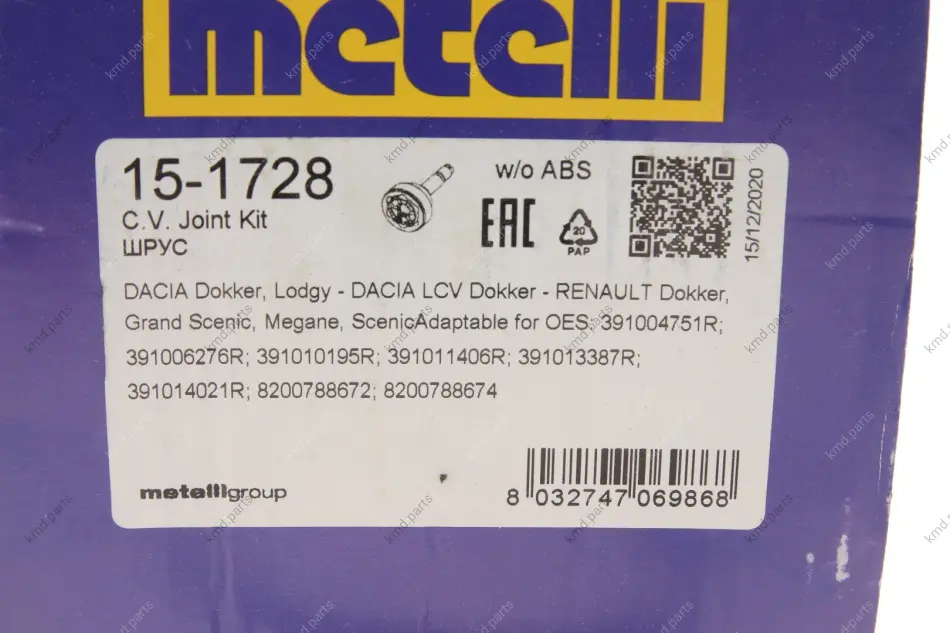 metelli
15-1728
C.V. Joint Kit
ШРУС
w/o ABS
EAC
20
PAP
15/12/2020
DACIA Dokker, Lodgy - DACIA LCV Dokker - RENAULT Dokker,
Grand Scenic, Megane, ScenicAdaptable for OES: 391004751R;
391006276R; 391010195R; 391011406R; 391013387R;
391014021R; 8200788672; 8200788674
metelligroup
8 032747 069868
kmd.parts